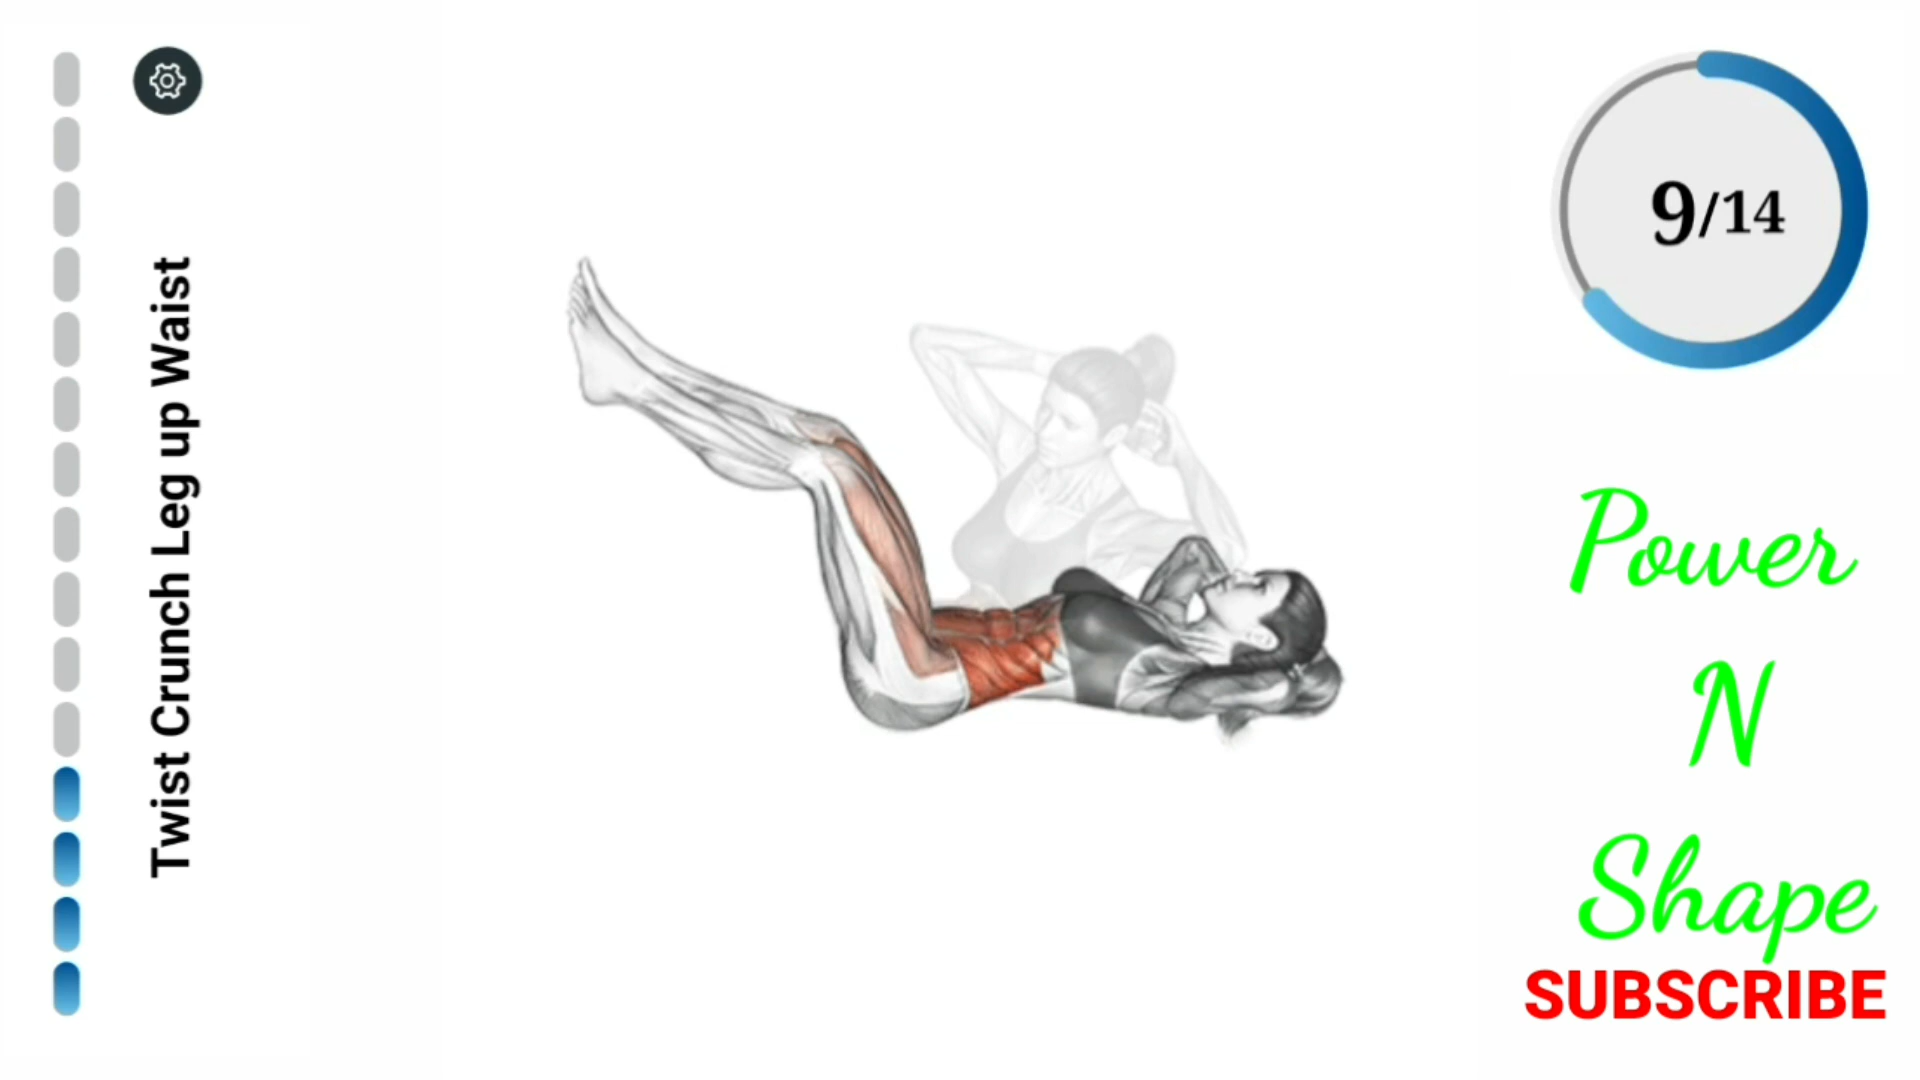 Twist Crunch Leg up Waist
9/14
Power
N
Shape
SUBSCRIBE